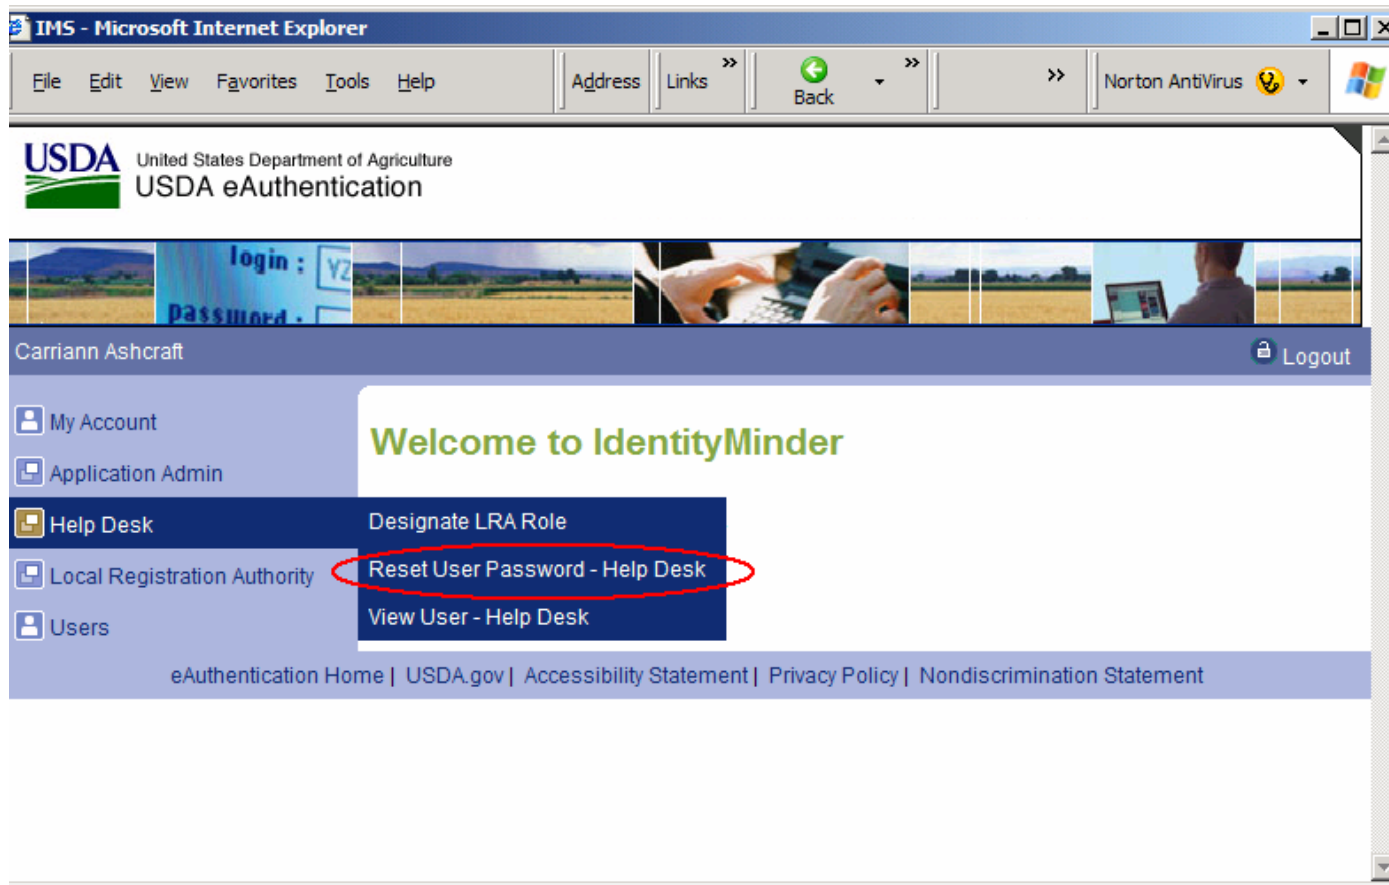 IMS - Microsoft Internet Explorer
File Edit View Favorites Tools Help Address Links » Back » » Norton AntiVirus
USDA United States Department of Agriculture
USDA eAuthentication
login : YZ
password :
Carriann Ashcraft Logout
My Account
Welcome to IdentityMinder
Application Admin
Help Desk Designate LRA Role
Local Registration Authority Reset User Password - Help Desk
Users View User - Help Desk
eAuthentication Home | USDA.gov | Accessibility Statement | Privacy Policy | Nondiscrimination Statement